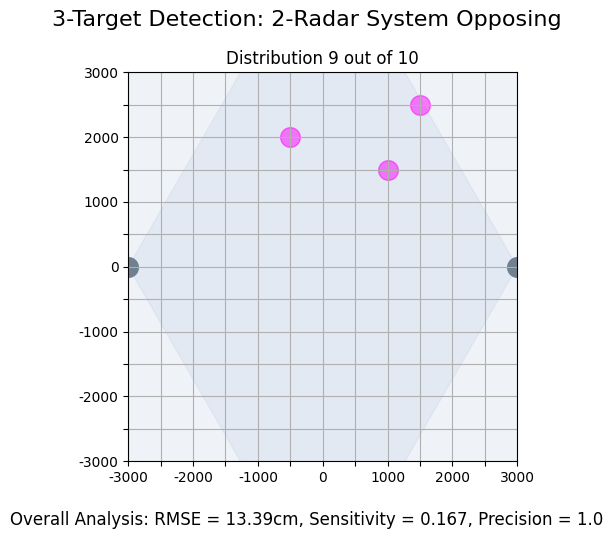 3-Target Detection: 2-Radar System Opposing
Distribution 9 out of 10
3000
2000
1000
0
-1000
-2000
-3000
-3000 -2000 -1000 0 1000 2000 3000
Overall Analysis: RMSE = 13.39cm, Sensitivity = 0.167, Precision = 1.0